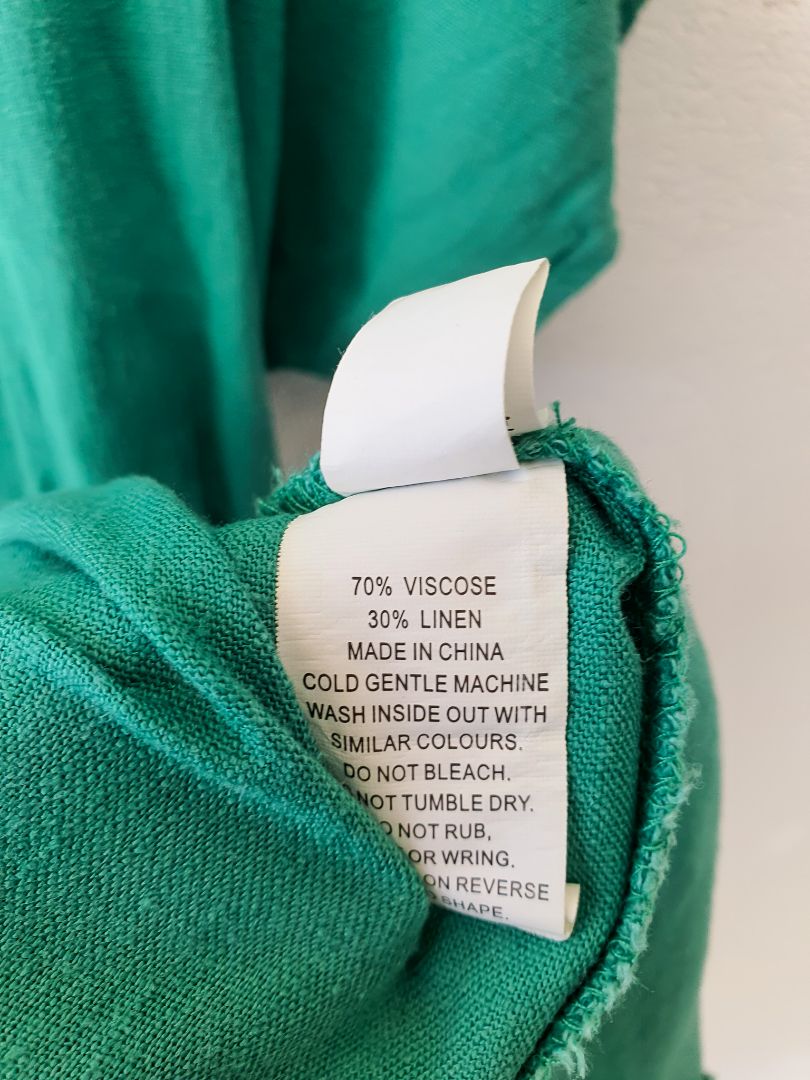 70% VISCOSE
30% LINEN
MADE IN CHINA
COLD GENTLE MACHINE
WASH INSIDE OUT WITH
SIMILAR COLOURS.
DO NOT BLEACH.
NOT TUMBLE DRY.
NOT RUB,
OR WRING.
ON REVERSE
SHAPE.